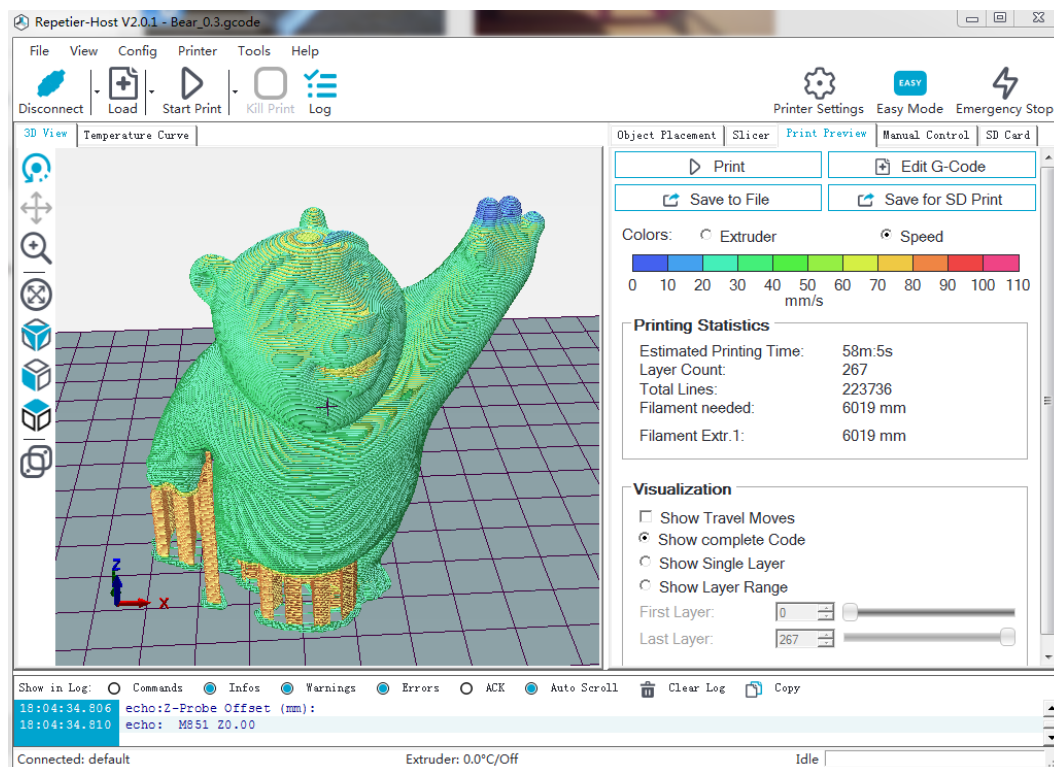 Repetier-Host V2.0.1 - Bear_0.3.gcode
File View Config Printer Tools Help
Disconnect Load Start Print Kill Print Log Printer Settings EASY Easy Mode Emergency Stop
3D View Temperature Curve
Object Placement Slicer Print Preview Manual Control SD Card
Print Edit G-Code
Save to File Save for SD Print
Colors: Extruder Speed
0 10 20 30 40 50 60 70 80 90 100 110
mm/s
Printing Statistics
Estimated Printing Time: 58m:5s
Layer Count: 267
Total Lines: 223736
Filament needed: 6019 mm
Filament Extr.1: 6019 mm
Visualization
Show Travel Moves
Show complete Code
Show Single Layer
Show Layer Range
First Layer: 0
Last Layer: 267
Z
X
Show in Log: Commands Infos Warnings Errors ACK Auto Scroll Clear Log Copy
18:04:34.806 echo:Z-Probe Offset (mm):
18:04:34.810 echo: M851 Z0.00
Connected: default Extruder: 0.0°C/Off Idle